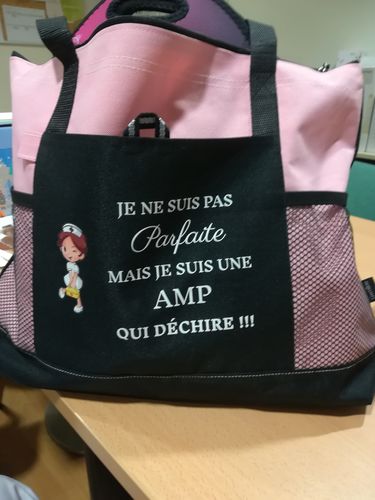 JE NE SUIS PAS
Parfaite
MAIS JE SUIS UNE
AMP
QUI DÉCHIRE !!!